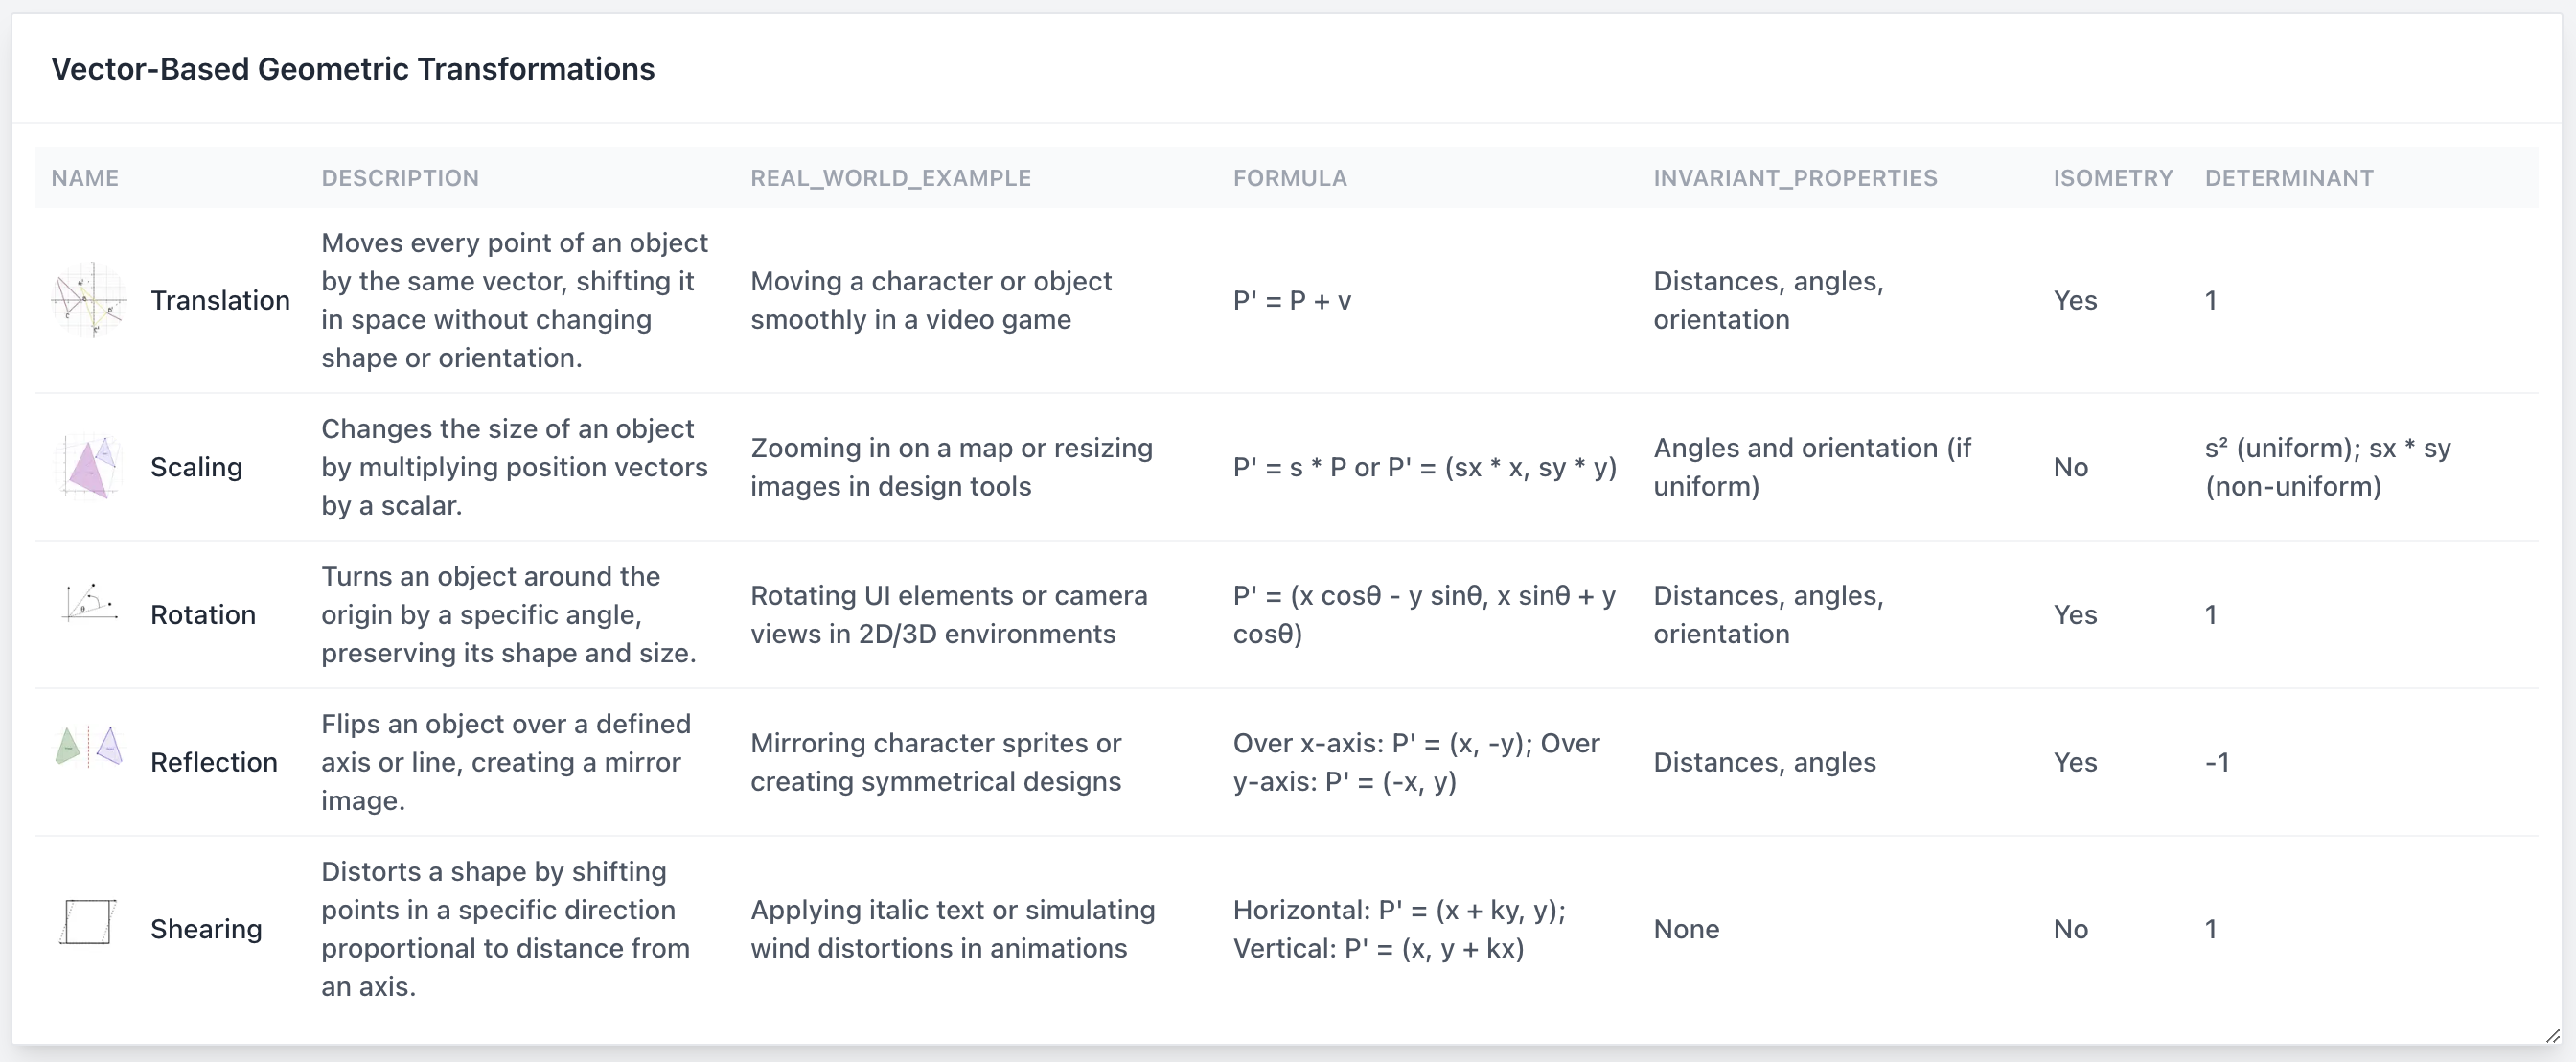 Vector-Based Geometric Transformations
NAME DESCRIPTION REAL_WORLD_EXAMPLE FORMULA INVARIANT_PROPERTIES ISOMETRY DETERMINANT
Translation
Moves every point of an object
by the same vector, shifting it
in space without changing
shape or orientation.
Moving a character or object
smoothly in a video game
P' = P + v
Distances, angles,
orientation
Yes
1
Scaling
Changes the size of an object
by multiplying position vectors
by a scalar.
Zooming in on a map or resizing
images in design tools
P' = s * P or P' = (sx * x, sy * y)
Angles and orientation (if
uniform)
No
s² (uniform); sx * sy
(non-uniform)
θ
Rotation
Turns an object around the
origin by a specific angle,
preserving its shape and size.
Rotating UI elements or camera
views in 2D/3D environments
P' = (x cosθ - y sinθ, x sinθ + y
cosθ)
Distances, angles,
orientation
Yes
1
Reflection
Flips an object over a defined
axis or line, creating a mirror
image.
Mirroring character sprites or
creating symmetrical designs
Over x-axis: P' = (x, -y); Over
y-axis: P' = (-x, y)
Distances, angles
Yes
-1
Shearing
Distorts a shape by shifting
points in a specific direction
proportional to distance from
an axis.
Applying italic text or simulating
wind distortions in animations
Horizontal: P' = (x + ky, y);
Vertical: P' = (x, y + kx)
None
No
1